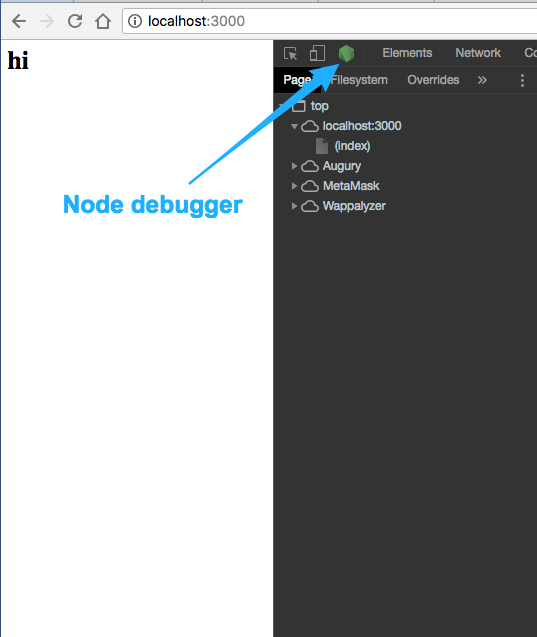 localhost:3000
hi
Elements Network Co
Page Filesystem Overrides »
top
localhost:3000
(index)
Augury
MetaMask
Wappalyzer
Node debugger